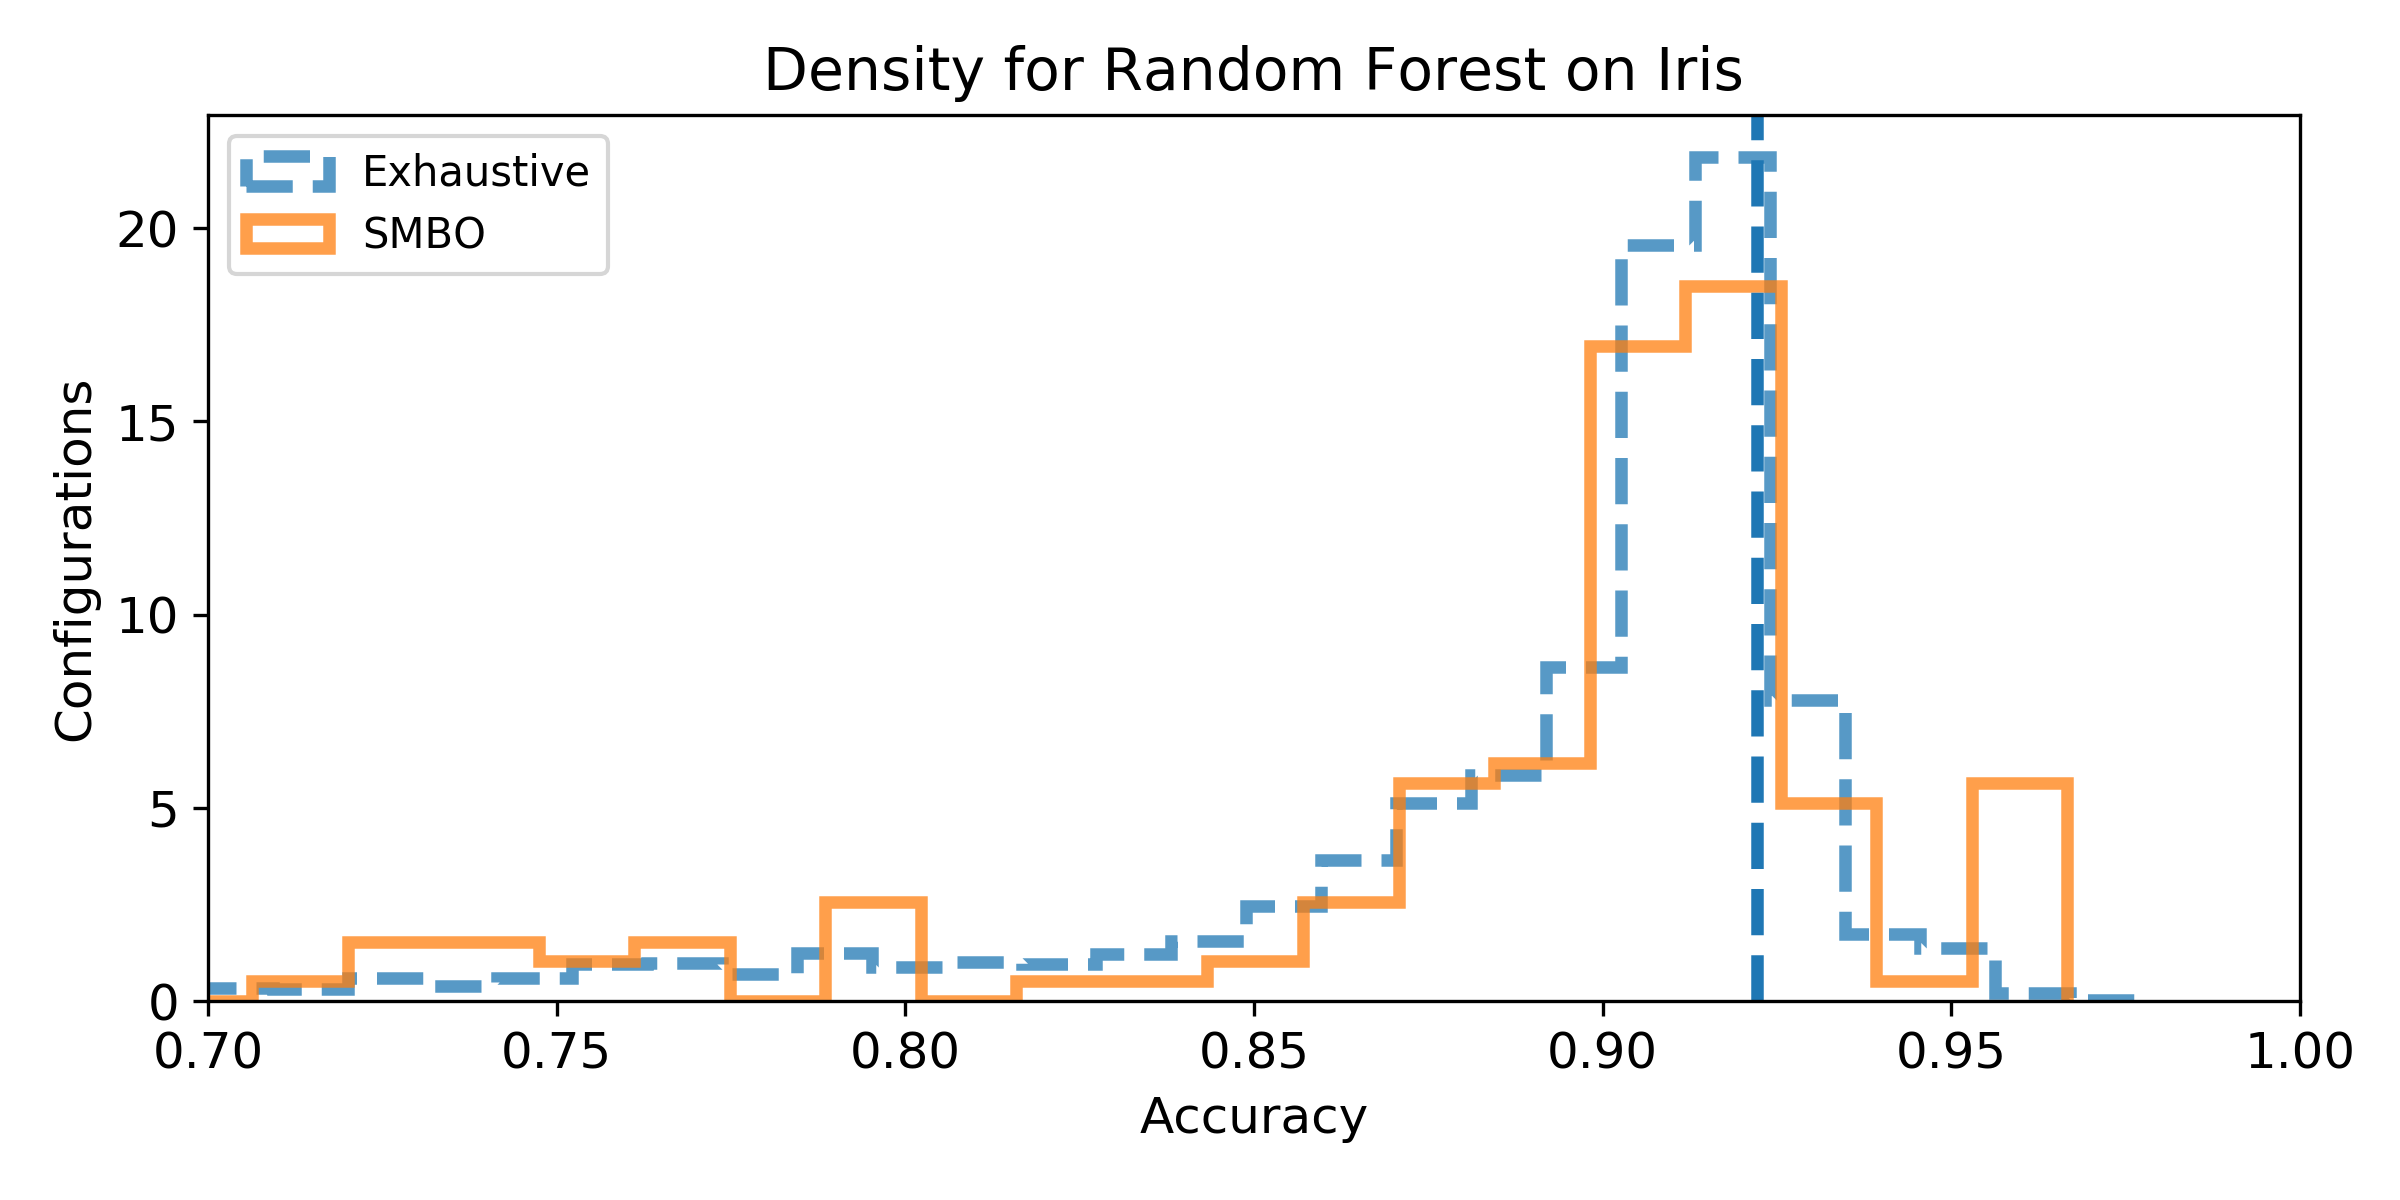 Density for Random Forest on Iris
Exhaustive
SMBO
Configurations
20
15
10
5
0
0.70 0.75 0.80 0.85 0.90 0.95 1.00
Accuracy